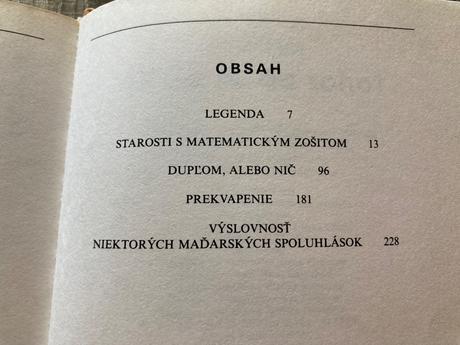 OBSAH
LEGENDA 7
STAROSTI S MATEMATICKÝM ZOŠITOM 13
DUPĽOM, ALEBO NIČ 96
PREKVAPENIE 181
VÝSLOVNOSŤ
NIEKTORÝCH MAĎARSKÝCH SPOLUHLÁSOK 228